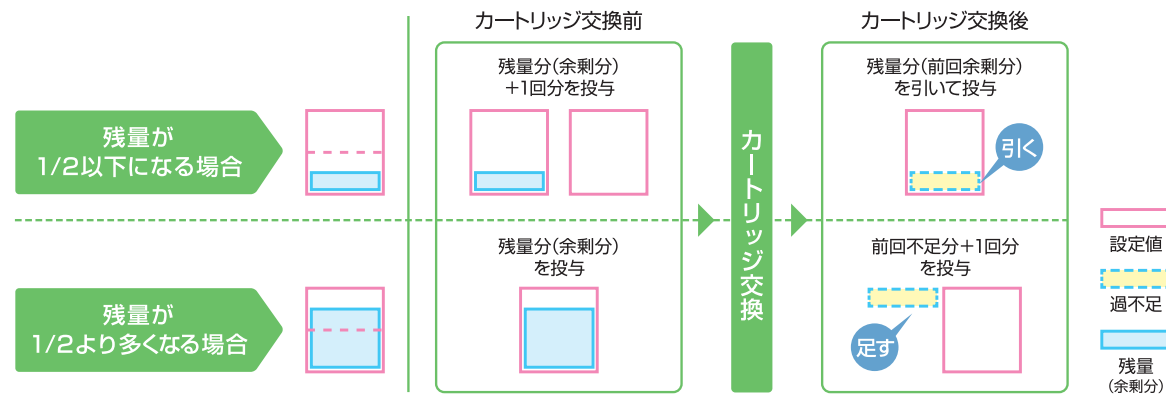 カートリッジ交換前
カートリッジ交換後
残量が
1/2以下になる場合
残量分(余剰分)
+1回分を投与
残量分(前回余剰分)
を引いて投与
引く
カートリッジ交換
残量が
1/2より多くなる場合
残量分(余剰分)
を投与
前回不足分+1回分
を投与
足す
設定値
過不足
残量
(余剰分)